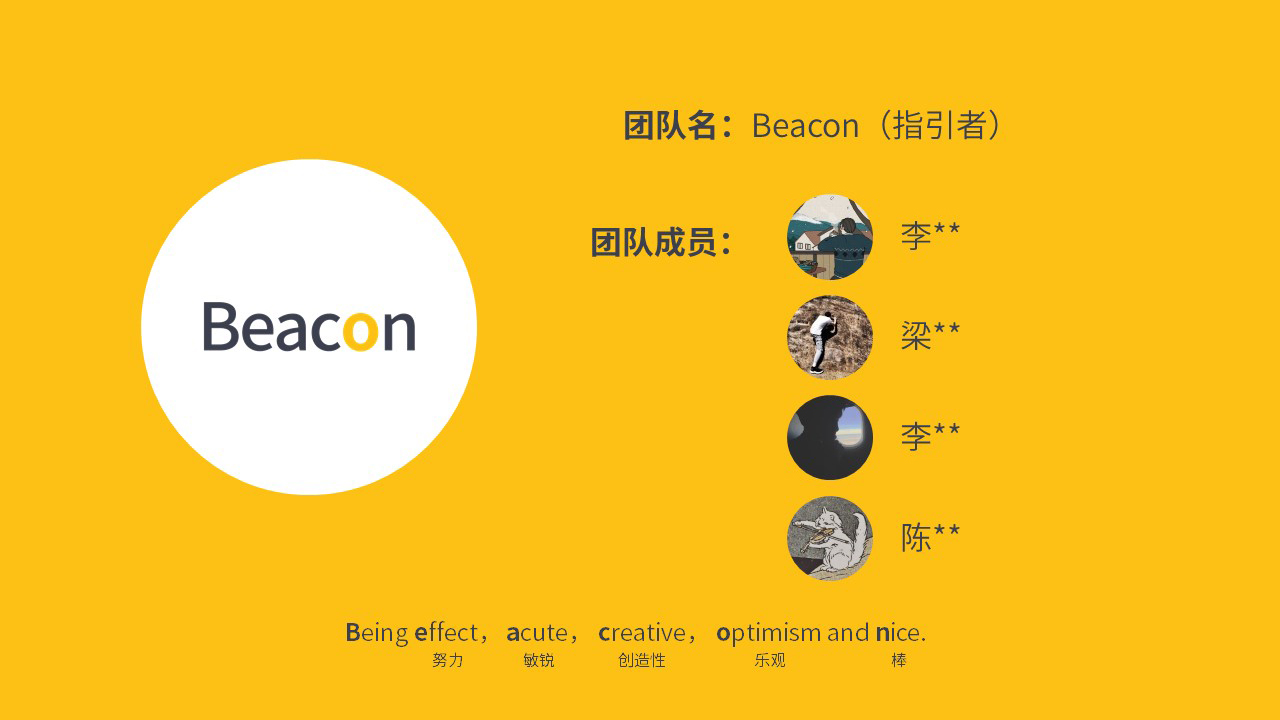 Beacon
团队名：Beacon（指引者）
团队成员：
李**
梁**
李**
陈**
Being effect， acute， creative， optimism and nice.
努力 敏锐 创造性 乐观 棒